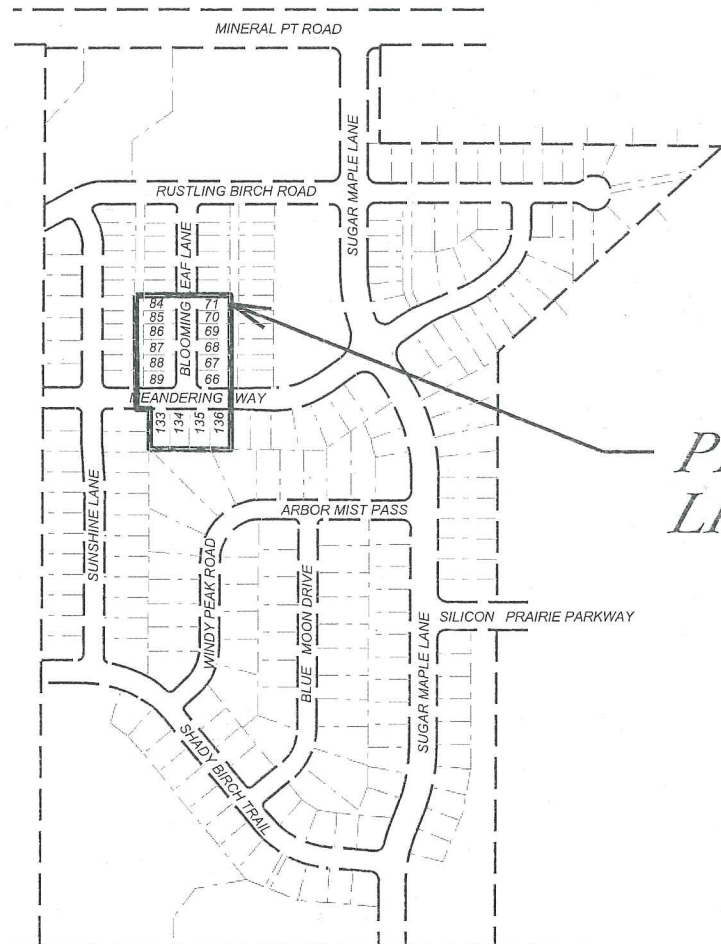 MINERAL PT ROAD
RUSTLING BIRCH ROAD
SUGAR MAPLE LANE
BLOOMING LEAF LANE
84 71
85 70
86 69
87 68
88 67
89 66
MEANDERING WAY
133 134 135 136
SUNSHINE LANE
ARBOR MIST PASS
WINDY PEAK ROAD
BLUE MOON DRIVE
SUGAR MAPLE LANE
SILICON PRAIRIE PARKWAY
SHADY BIRCH TRAIL